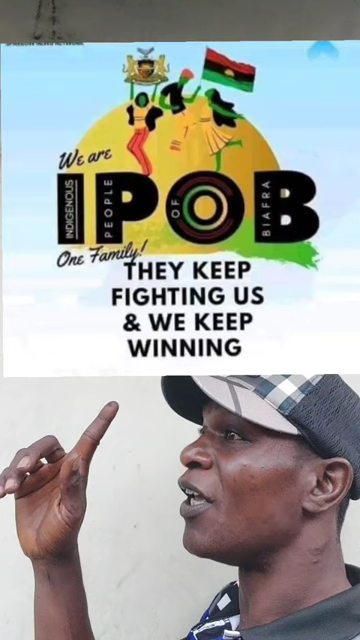 We are
IPOB
INDIGENOUS
PEOPLE
OF
BIAFRA
One Family!
THEY KEEP
FIGHTING US
& WE KEEP
WINNING